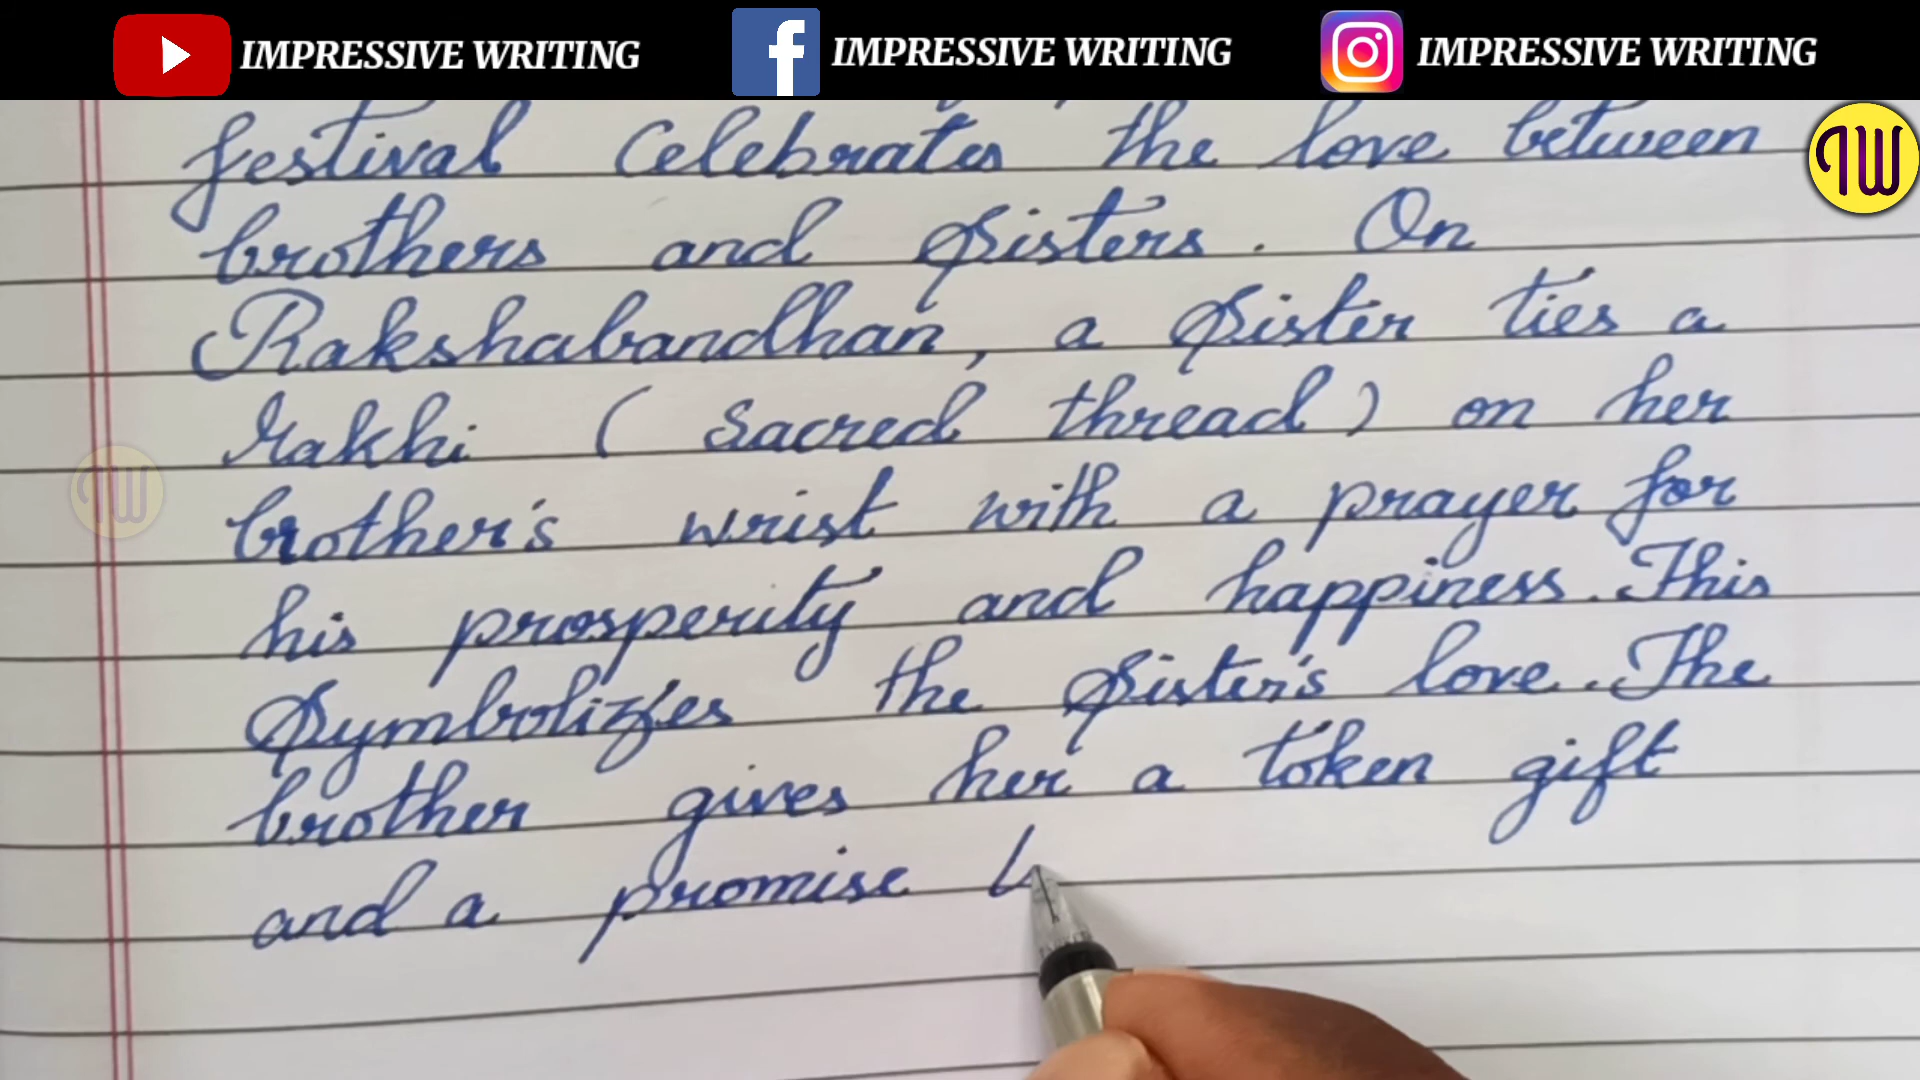 IMPRESSIVE WRITING IMPRESSIVE WRITING IMPRESSIVE WRITING
IW
festival Celebrates the love between
brothers and Sisters. On
Rakshabandhan, a Sister ties a
rakhi (Sacred thread) on her
brother's wrist with a prayer for
his prosperity and happiness. This
Symbolizes the Sister's love. The
brother gives her a token gift
and a promise
IW